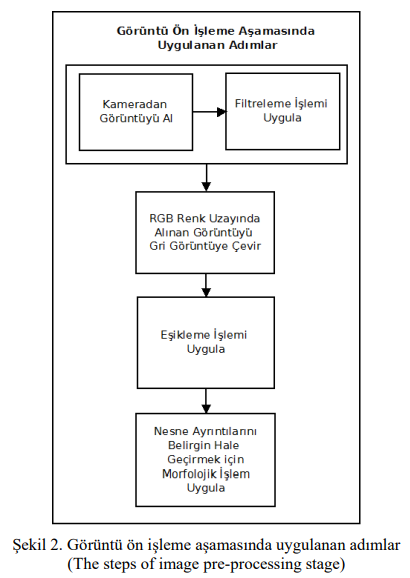 Görüntü Ön İşleme Aşamasında
Uygulanan Adımlar
Kameradan
Görüntüyü Al
Filtreleme İşlemi
Uygula
RGB Renk Uzayında
Alınan Görüntüyü
Gri Görüntüye Çevir
Eşikleme İşlemi
Uygula
Nesne Ayrıntılarını
Belirgin Hale
Geçirmek için
Morfolojik İşlem
Uygula
Şekil 2. Görüntü ön işleme aşamasında uygulanan adımlar
(The steps of image pre-processing stage)